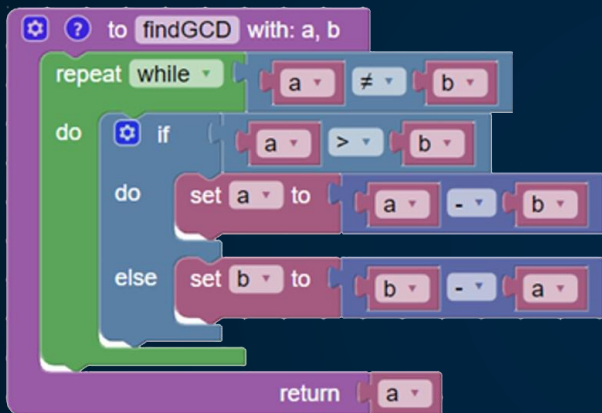 ? to findGCD with: a, b
repeat while a ≠ b
do if a > b
do set a to a - b
else set b to b - a
return a